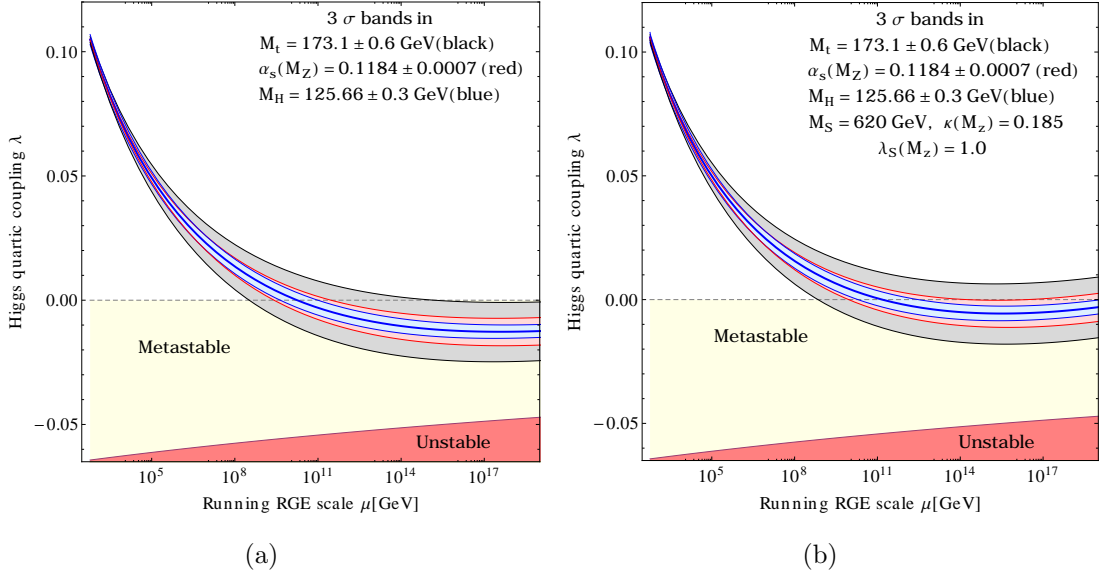 3 σ bands in
M_t = 173.1 ± 0.6 GeV(black)
α_s(M_Z) = 0.1184 ± 0.0007 (red)
M_H = 125.66 ± 0.3 GeV(blue)
0.10
0.05
0.00
−0.05
Higgs quartic coupling λ
Metastable
Unstable
10^5
10^8
10^11
10^14
10^17
Running RGE scale μ[GeV]
(a)
3 σ bands in
M_t = 173.1 ± 0.6 GeV(black)
α_s(M_Z) = 0.1184 ± 0.0007 (red)
M_H = 125.66 ± 0.3 GeV(blue)
M_S = 620 GeV, κ(M_z) = 0.185
λ_S(M_z) = 1.0
0.10
0.05
0.00
−0.05
Higgs quartic coupling λ
Metastable
Unstable
10^5
10^8
10^11
10^14
10^17
Running RGE scale μ[GeV]
(b)